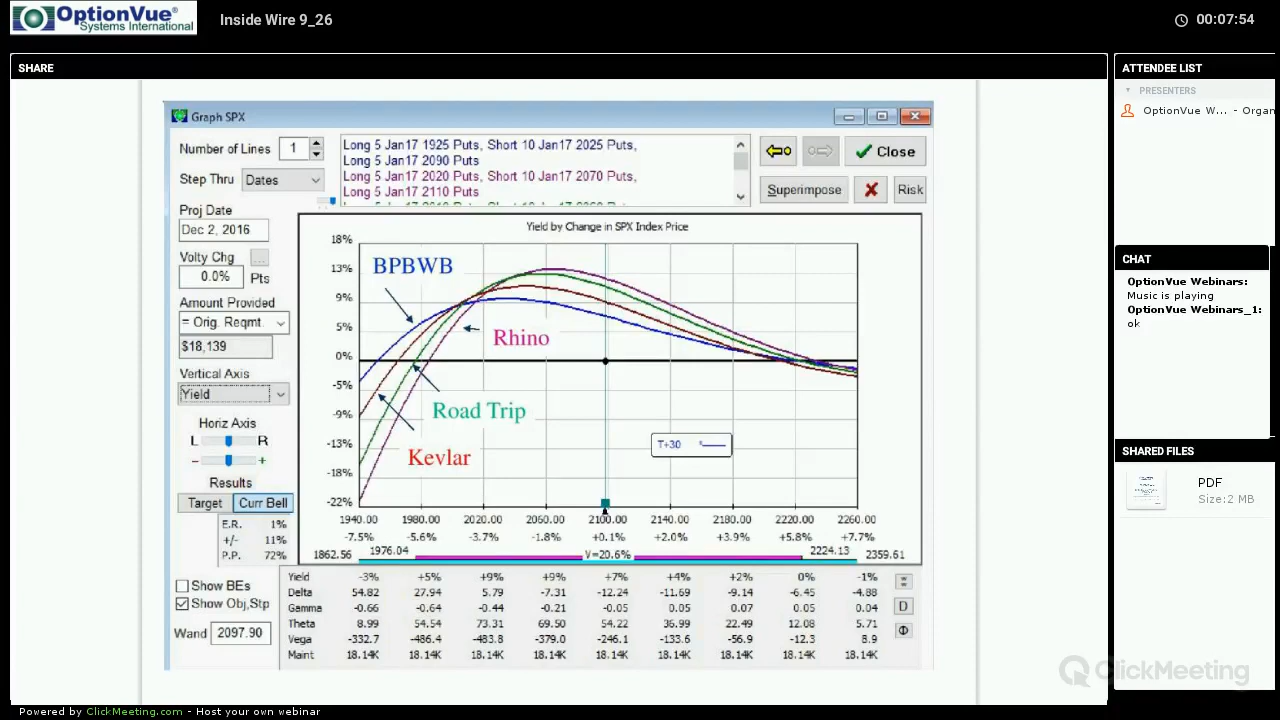 OptionVue
Systems International
Inside Wire 9_26
00:07:54
SHARE
ATTENDEE LIST
PRESENTERS
OptionVue W... - Organ
Graph SPX
Number of Lines 1
Long 5 Jan17 1925 Puts, Short 10 Jan17 2025 Puts,
Long 5 Jan17 2090 Puts
Long 5 Jan17 2020 Puts, Short 10 Jan17 2070 Puts,
Long 5 Jan17 2110 Puts
Close
Step Thru Dates
Superimpose
Risk
Proj Date
Dec 2, 2016
Volty Chg
...
0.0% Pts
Amount Provided
= Orig. Reqmt.
$18,139
Vertical Axis
Yield
Horiz Axis
L R
− +
Results
Target Curr Bell
E.R. 1%
+/- 11%
P.P. 72%
Show BEs
Show Obj,Stp
Wand 2097.90
Yield by Change in SPX Index Price
18%
13%
9%
5%
0%
-5%
-9%
-13%
-18%
-22%
BPBWB
Rhino
Road Trip
Kevlar
T+30
1940.00 1980.00 2020.00 2060.00 2100.00 2140.00 2180.00 2220.00 2260.00
-7.5% -5.6% -3.7% -1.8% +0.1% +2.0% +3.9% +5.8% +7.7%
1862.56 1976.04 V=20.6% 2224.13 2359.61
Yield -3% +5% +9% +9% +7% +4% +2% 0% -1%
Delta 54.82 27.94 5.79 -7.31 -12.24 -11.69 -9.14 -6.45 -4.88
Gamma -0.66 -0.64 -0.44 -0.21 -0.05 0.05 0.07 0.05 0.04
Theta 8.99 54.54 73.31 69.50 54.22 36.99 22.49 12.08 5.71
Vega -332.7 -486.4 -483.8 -379.0 -246.1 -133.6 -56.9 -12.3 8.9
Maint 18.14K 18.14K 18.14K 18.14K 18.14K 18.14K 18.14K 18.14K 18.14K
D
Φ
CHAT
OptionVue Webinars:
Music is playing
OptionVue Webinars_1:
ok
SHARED FILES
PDF
Size:2 MB
ClickMeeting
Powered by ClickMeeting.com - Host your own webinar